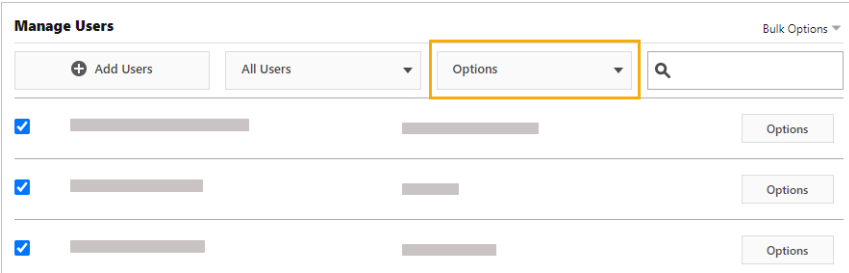 Manage Users
Bulk Options
Add Users
All Users
Options
Options
Options
Options